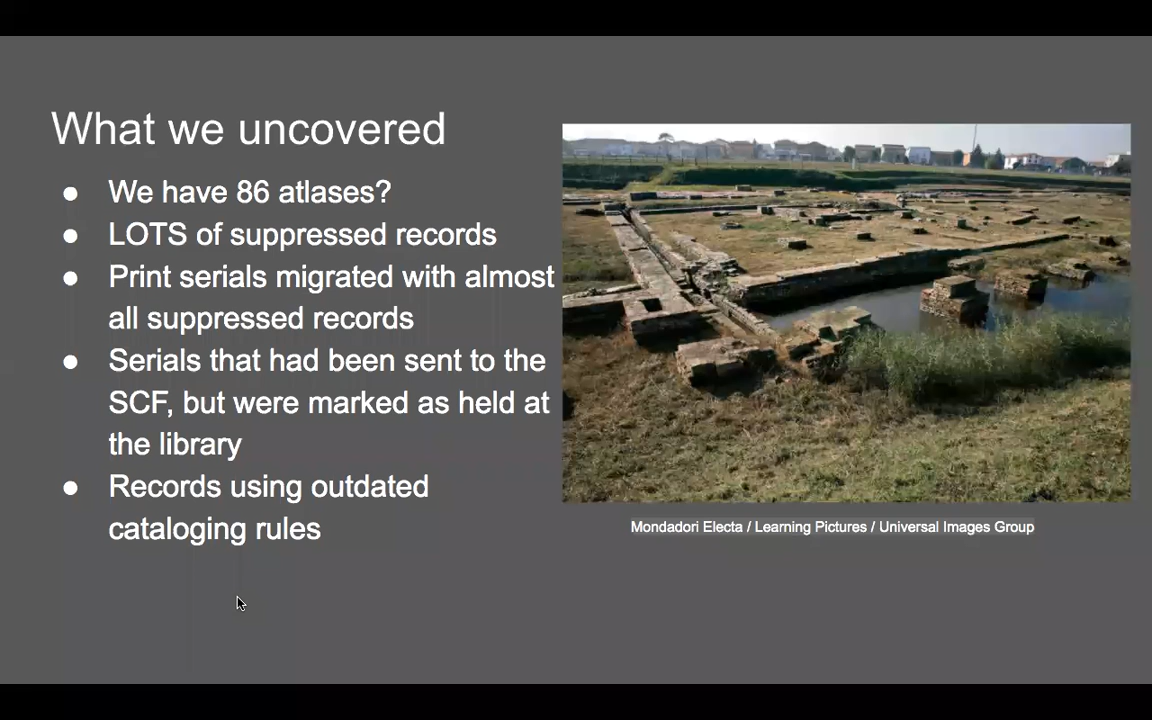 What we uncovered
● We have 86 atlases?
● LOTS of suppressed records
● Print serials migrated with almost
all suppressed records
● Serials that had been sent to the
SCF, but were marked as held at
the library
● Records using outdated
cataloging rules
Mondadori Electa / Learning Pictures / Universal Images Group